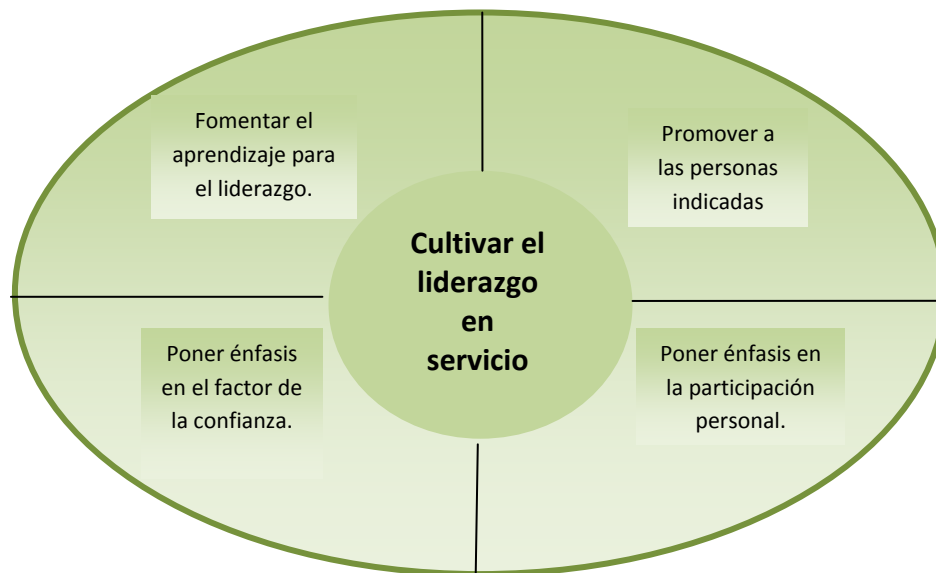 Fomentar el
aprendizaje para
el liderazgo.
Promover a
las personas
indicadas
Cultivar el
liderazgo
en
servicio
Poner énfasis
en el factor de
la confianza.
Poner énfasis en
la participación
personal.